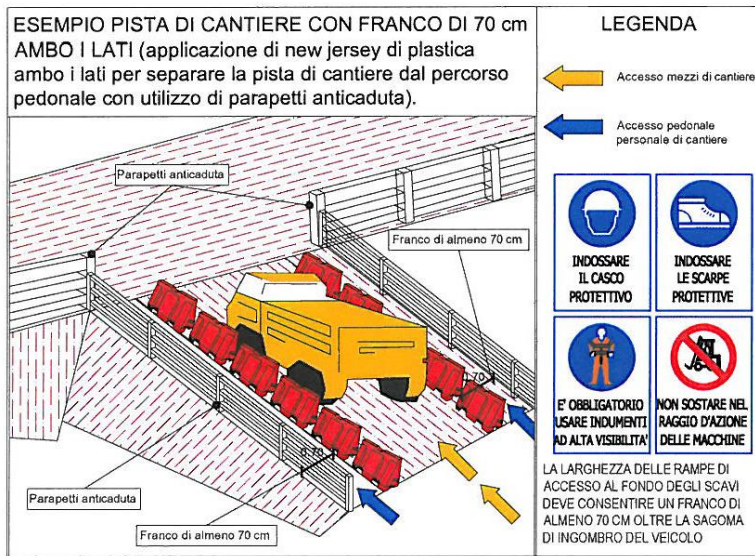 ESEMPIO PISTA DI CANTIERE CON FRANCO DI 70 cm
AMBO I LATI (applicazione di new jersey di plastica
ambo i lati per separare la pista di cantiere dal percorso
pedonale con utilizzo di parapetti anticaduta).
Parapetti anticaduta
Franco di almeno 70 cm
0.70
0.70
Parapetti anticaduta
Franco di almeno 70 cm
LEGENDA
Accesso mezzi di cantiere
Accesso pedonale
personale di cantiere
INDOSSARE
IL CASCO
PROTETTIVO
INDOSSARE
LE SCARPE
PROTETTIVE
E' OBBLIGATORIO
USARE INDUMENTI
AD ALTA VISIBILITA'
NON SOSTARE NEL
RAGGIO D'AZIONE
DELLE MACCHINE
LA LARGHEZZA DELLE RAMPE DI
ACCESSO AL FONDO DEGLI SCAVI
DEVE CONSENTIRE UN FRANCO DI
ALMENO 70 CM OLTRE LA SAGOMA
DI INGOMBRO DEL VEICOLO